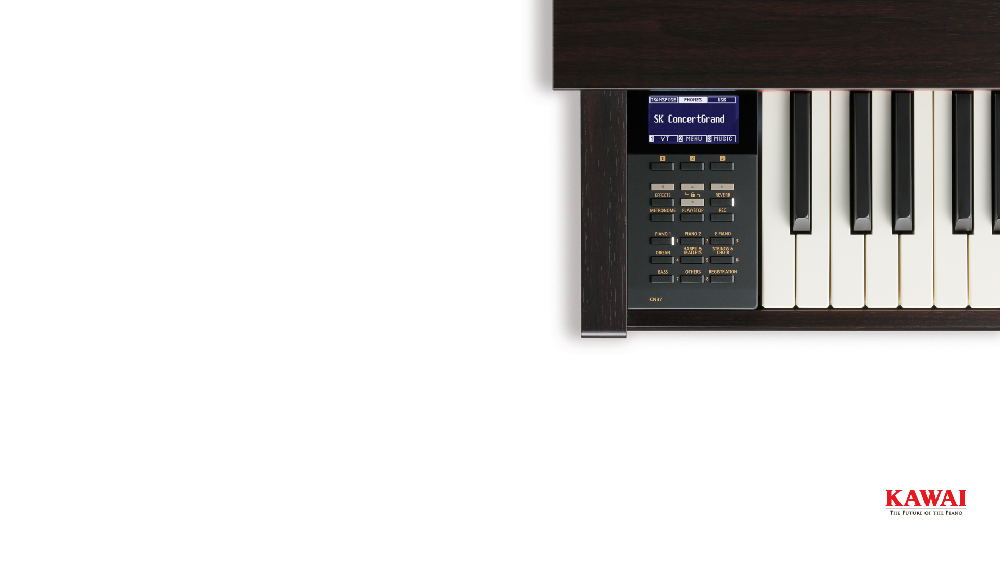 TRANSPOSE PHONES USB
SK ConcertGrand
1 VT 2 MENU 3 MUSIC
1 2 3
EFFECTS REVERB
METRONOME PLAY/STOP REC
PIANO 1 PIANO 2 E.PIANO
1 2 3
ORGAN HARPSI & MALLETS STRINGS & CHOIR
4 5 6
BASS OTHERS REGISTRATION
7 8
CN37
KAWAI
THE FUTURE OF THE PIANO